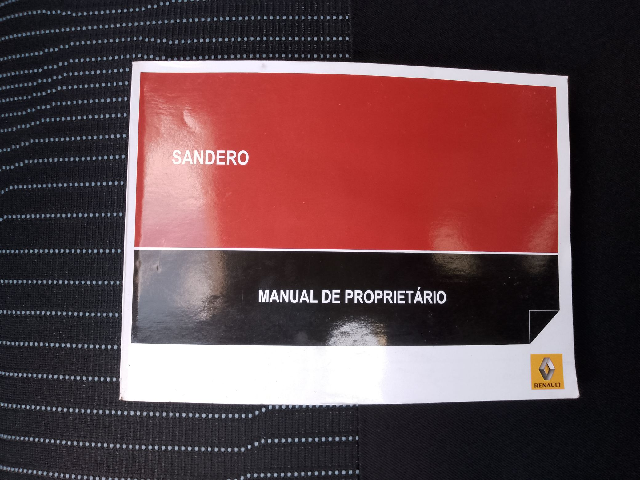 SANDERO
MANUAL DE PROPRIETÁRIO
RENAULT